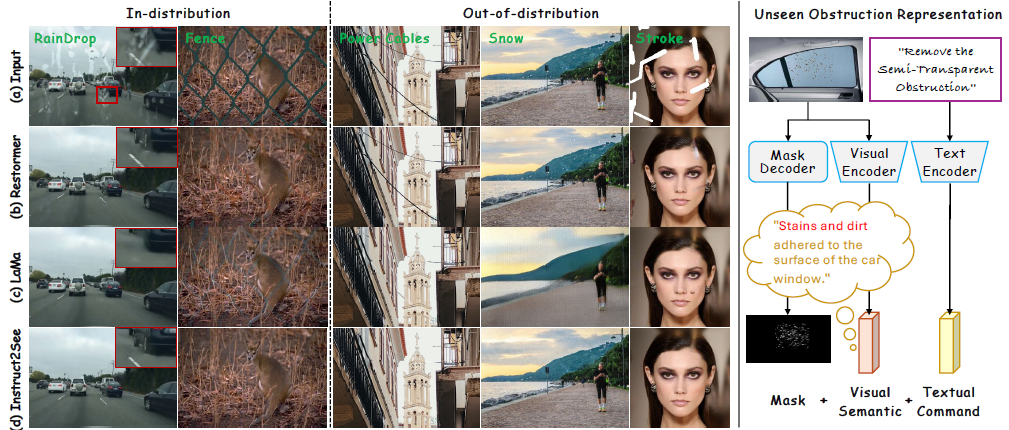 In-distribution
Out-of-distribution
Unseen Obstruction Representation
(a) Input
RainDrop
Fence
Power Cables
Snow
Stroke
(b) Restormer
(c) LaMa
(d) Instruct2See
"Remove the
Semi-Transparent
Obstruction"
Mask
Decoder
Visual
Encoder
Text
Encoder
"Stains and dirt
adhered to the
surface of the car
window."
Mask + Visual
Semantic + Textual
Command